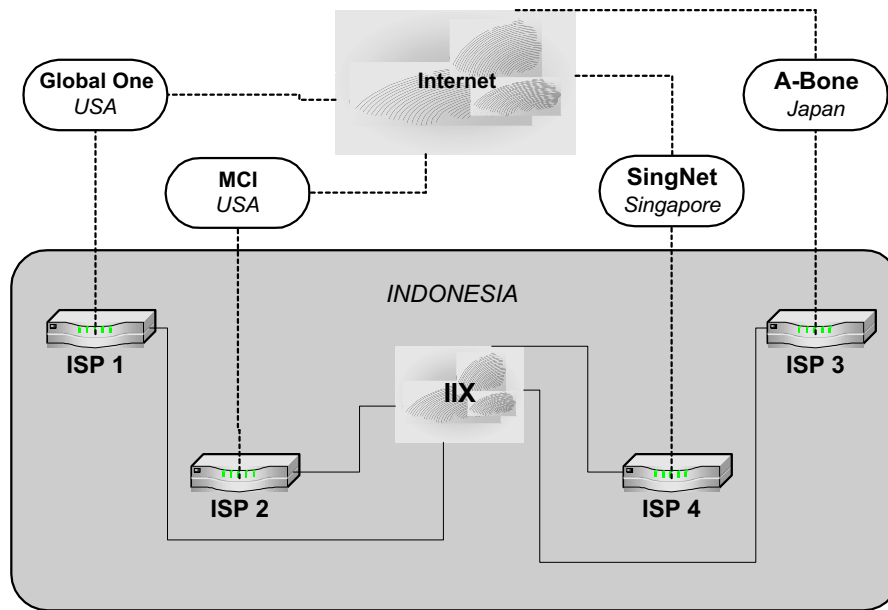 Internet
Global One
USA
A-Bone
Japan
MCI
USA
SingNet
Singapore
INDONESIA
ISP 1
ISP 3
IIX
ISP 2
ISP 4